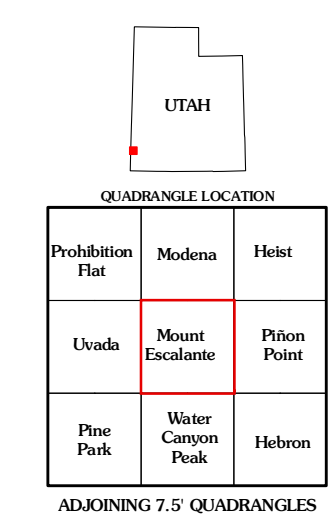 UTAH
QUADRANGLE LOCATION
Prohibition
Flat
Modena
Heist
Uvada
Mount
Escalante
Piñon
Point
Pine
Park
Water
Canyon
Peak
Hebron
ADJOINING 7.5' QUADRANGLES